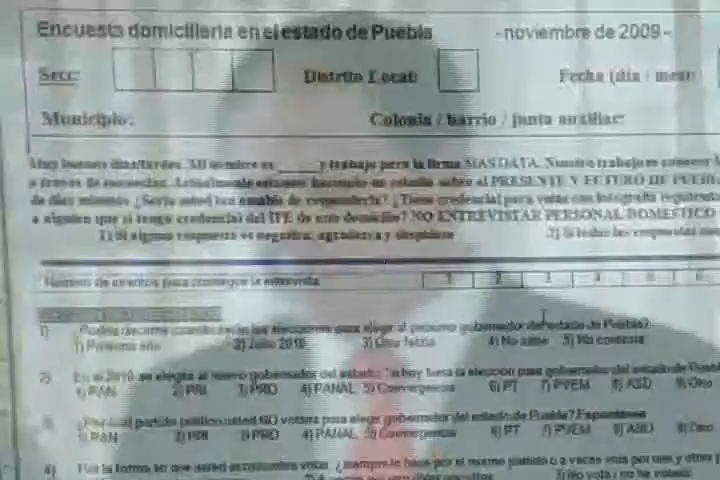 Encuesta domiciliaria en el estado de Puebla - noviembre de 2009 -
Secc: Distrito Local: Fecha (día / mes):
Municipio: Colonia / barrio / junta auxiliar:
Muy buenos días/tardes. Mi nombre es ______ y trabajo para la firma MAS DATA. Nuestro trabajo es conocer
a través de encuestas. Actualmente estamos haciendo un estudio sobre el PRESENTE Y FUTURO DE PUEBLA
de diez minutos ¿Sería usted tan amable de responderla? ¿Tiene credencial para votar con fotografía
a alguien que si tenga credencial del IFE de este domicilio? NO ENTREVISTAR PERSONAL DOMESTICO
1) Si alguna respuesta es negativa, agradezca y despídase 2) Si todas las respuestas
Número de intentos para conseguir la entrevista 1 2 3 4 5 6
1) ¿Podría decirme cuándo serán las elecciones para elegir al próximo gobernador del estado de Puebla?
1) Próximo año 2) Julio 2010 3) Otra fecha 4) No sabe 5) No contesta
2) En el 2010 se elegirá al nuevo gobernador del estado. Si hoy fuera la elección para gobernador del estado de Puebla
1) PAN 2) PRI 3) PRD 4) PANAL 5) Convergencia 6) PT 7) PVEM 8) ASD 9) Otro
3) ¿Por cuál partido político usted NO votaría para elegir gobernador del estado de Puebla? Espontánea
1) PAN 2) PRI 3) PRD 4) PANAL 5) Convergencia 6) PT 7) PVEM 8) ASD 9) Otro
4) Por la forma en que usted acostumbra votar, ¿siempre lo hace por el mismo partido o a veces vota por uno y otras
3) No vota / no ha votado